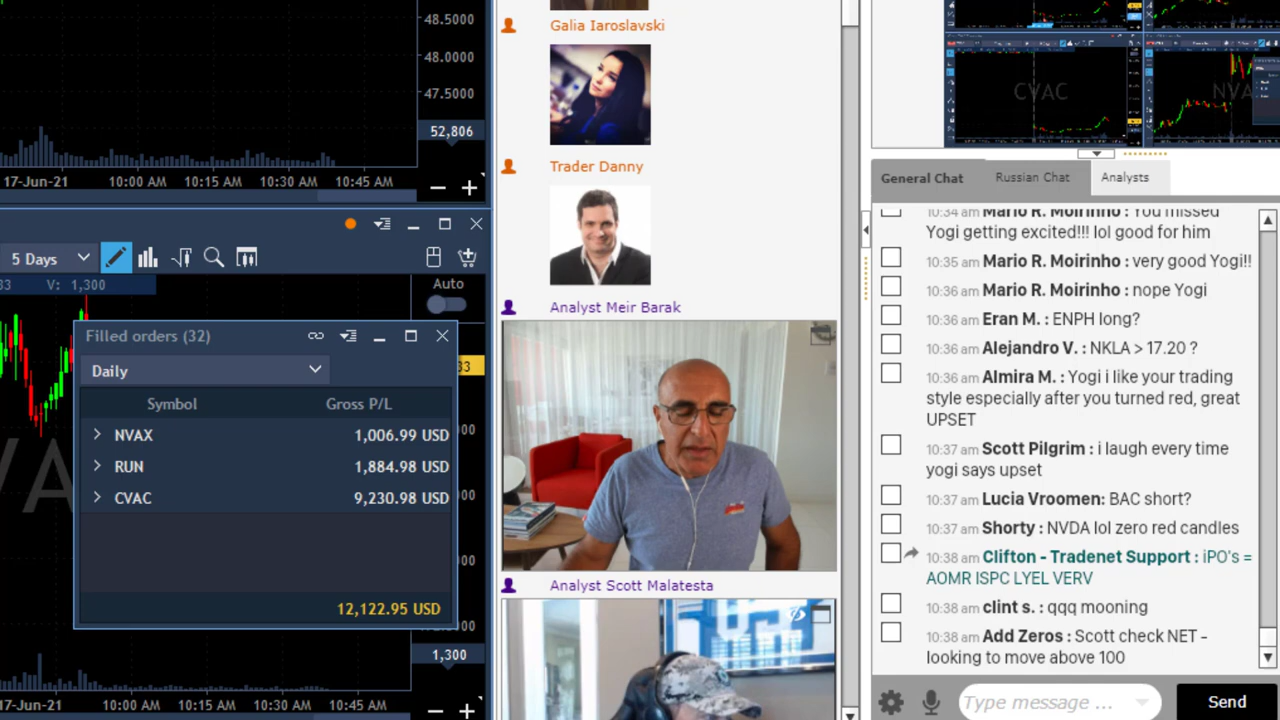 48.5000
48.0000
47.5000
52,806
17-Jun-21 10:00 AM 10:15 AM 10:30 AM 10:45 AM
5 Days
33 V: 1,300
Auto
Filled orders (32)
Daily
Symbol Gross P/L
NVAX 1,006.99 USD
RUN 1,884.98 USD
CVAC 9,230.98 USD
12,122.95 USD
1,300
17-Jun-21 10:00 AM 10:15 AM 10:30 AM 10:45 AM
Galia Iaroslavski
Trader Danny
Analyst Meir Barak
Analyst Scott Malatesta
CVAC
General Chat Russian Chat Analysts
10:34 am Mario R. Moirinho : You missed
Yogi getting excited!!! lol good for him
10:35 am Mario R. Moirinho : very good Yogi!!
10:36 am Mario R. Moirinho : nope Yogi
10:36 am Eran M. : ENPH long?
10:36 am Alejandro V. : NKLA > 17.20 ?
10:36 am Almira M. : Yogi i like your trading
style especially after you turned red, great
UPSET
10:37 am Scott Pilgrim : i laugh every time
yogi says upset
10:37 am Lucia Vroomen: BAC short?
10:37 am Shorty : NVDA lol zero red candles
10:38 am Clifton - Tradenet Support : iPO's =
AOMR ISPC LYEL VERV
10:38 am clint s. : qqq mooning
10:38 am Add Zeros : Scott check NET -
looking to move above 100
Type message ...
Send